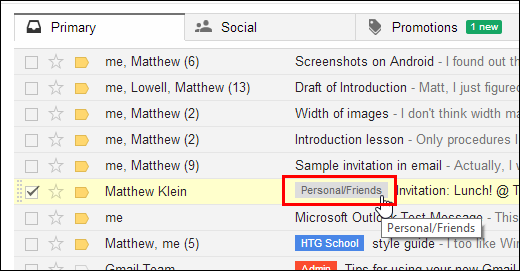 Primary Social Promotions 1 new
me, Matthew (6) Screenshots on Android - I found out th
me, Lowell, Matthew (13) Draft of Introduction - Matt, I just figured
me, Matthew (2) Width of images - I don't think width ma
me, Matthew (2) Introduction lesson - Only procedures I
me, Matthew (9) Sample invitation in email - Actually, I w
Matthew Klein Personal/Friends Invitation: Lunch! @ T
me Microsoft Outlook Test Message - This
Personal/Friends
Matthew, me (5) HTG School style guide - I too like Win
Gmail Team Admin Tips for using your new Gmail